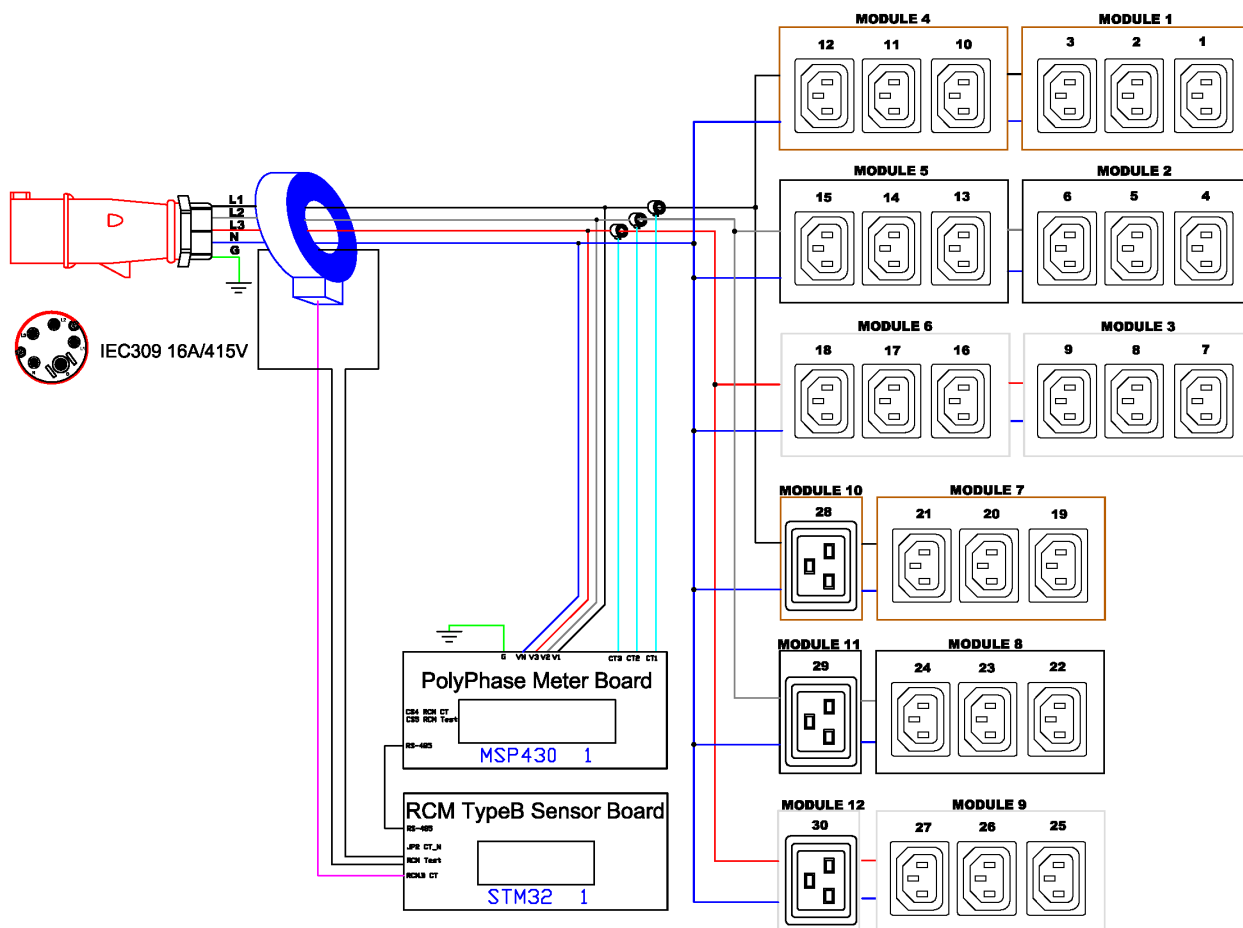 MODULE 4
MODULE 1
12 11 10
3 2 1
MODULE 5
MODULE 2
15 14 13
6 5 4
L1
L2
L3
N
G
IEC309 16A/415V
MODULE 6
MODULE 3
18 17 16
9 8 7
MODULE 10
MODULE 7
28
21 20 19
MODULE 11
MODULE 8
29
24 23 22
MODULE 12
MODULE 9
30
27 26 25
G VN V3 V2 V1 CT3 CT2 CT1
PolyPhase Meter Board
CS4 RCM CT
CS5 RCM Test
RS-485
MSP430 1
RCM TypeB Sensor Board
RS-485
JPR CT_N
RCM Test
RCMB CT
STM32 1